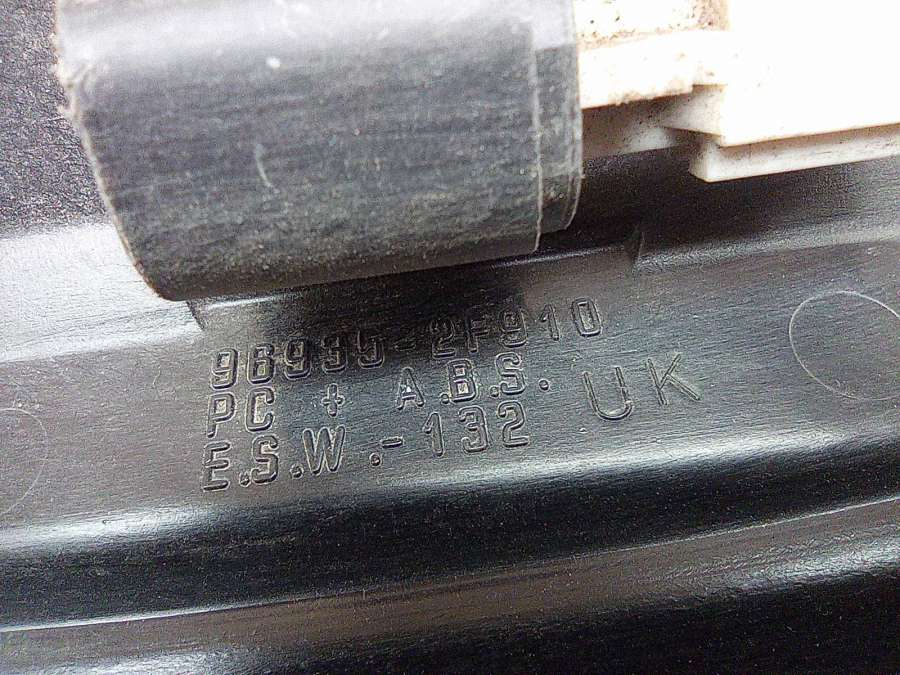 96935-2F910
PC + A.B.S.
E.S.W.-132
UK